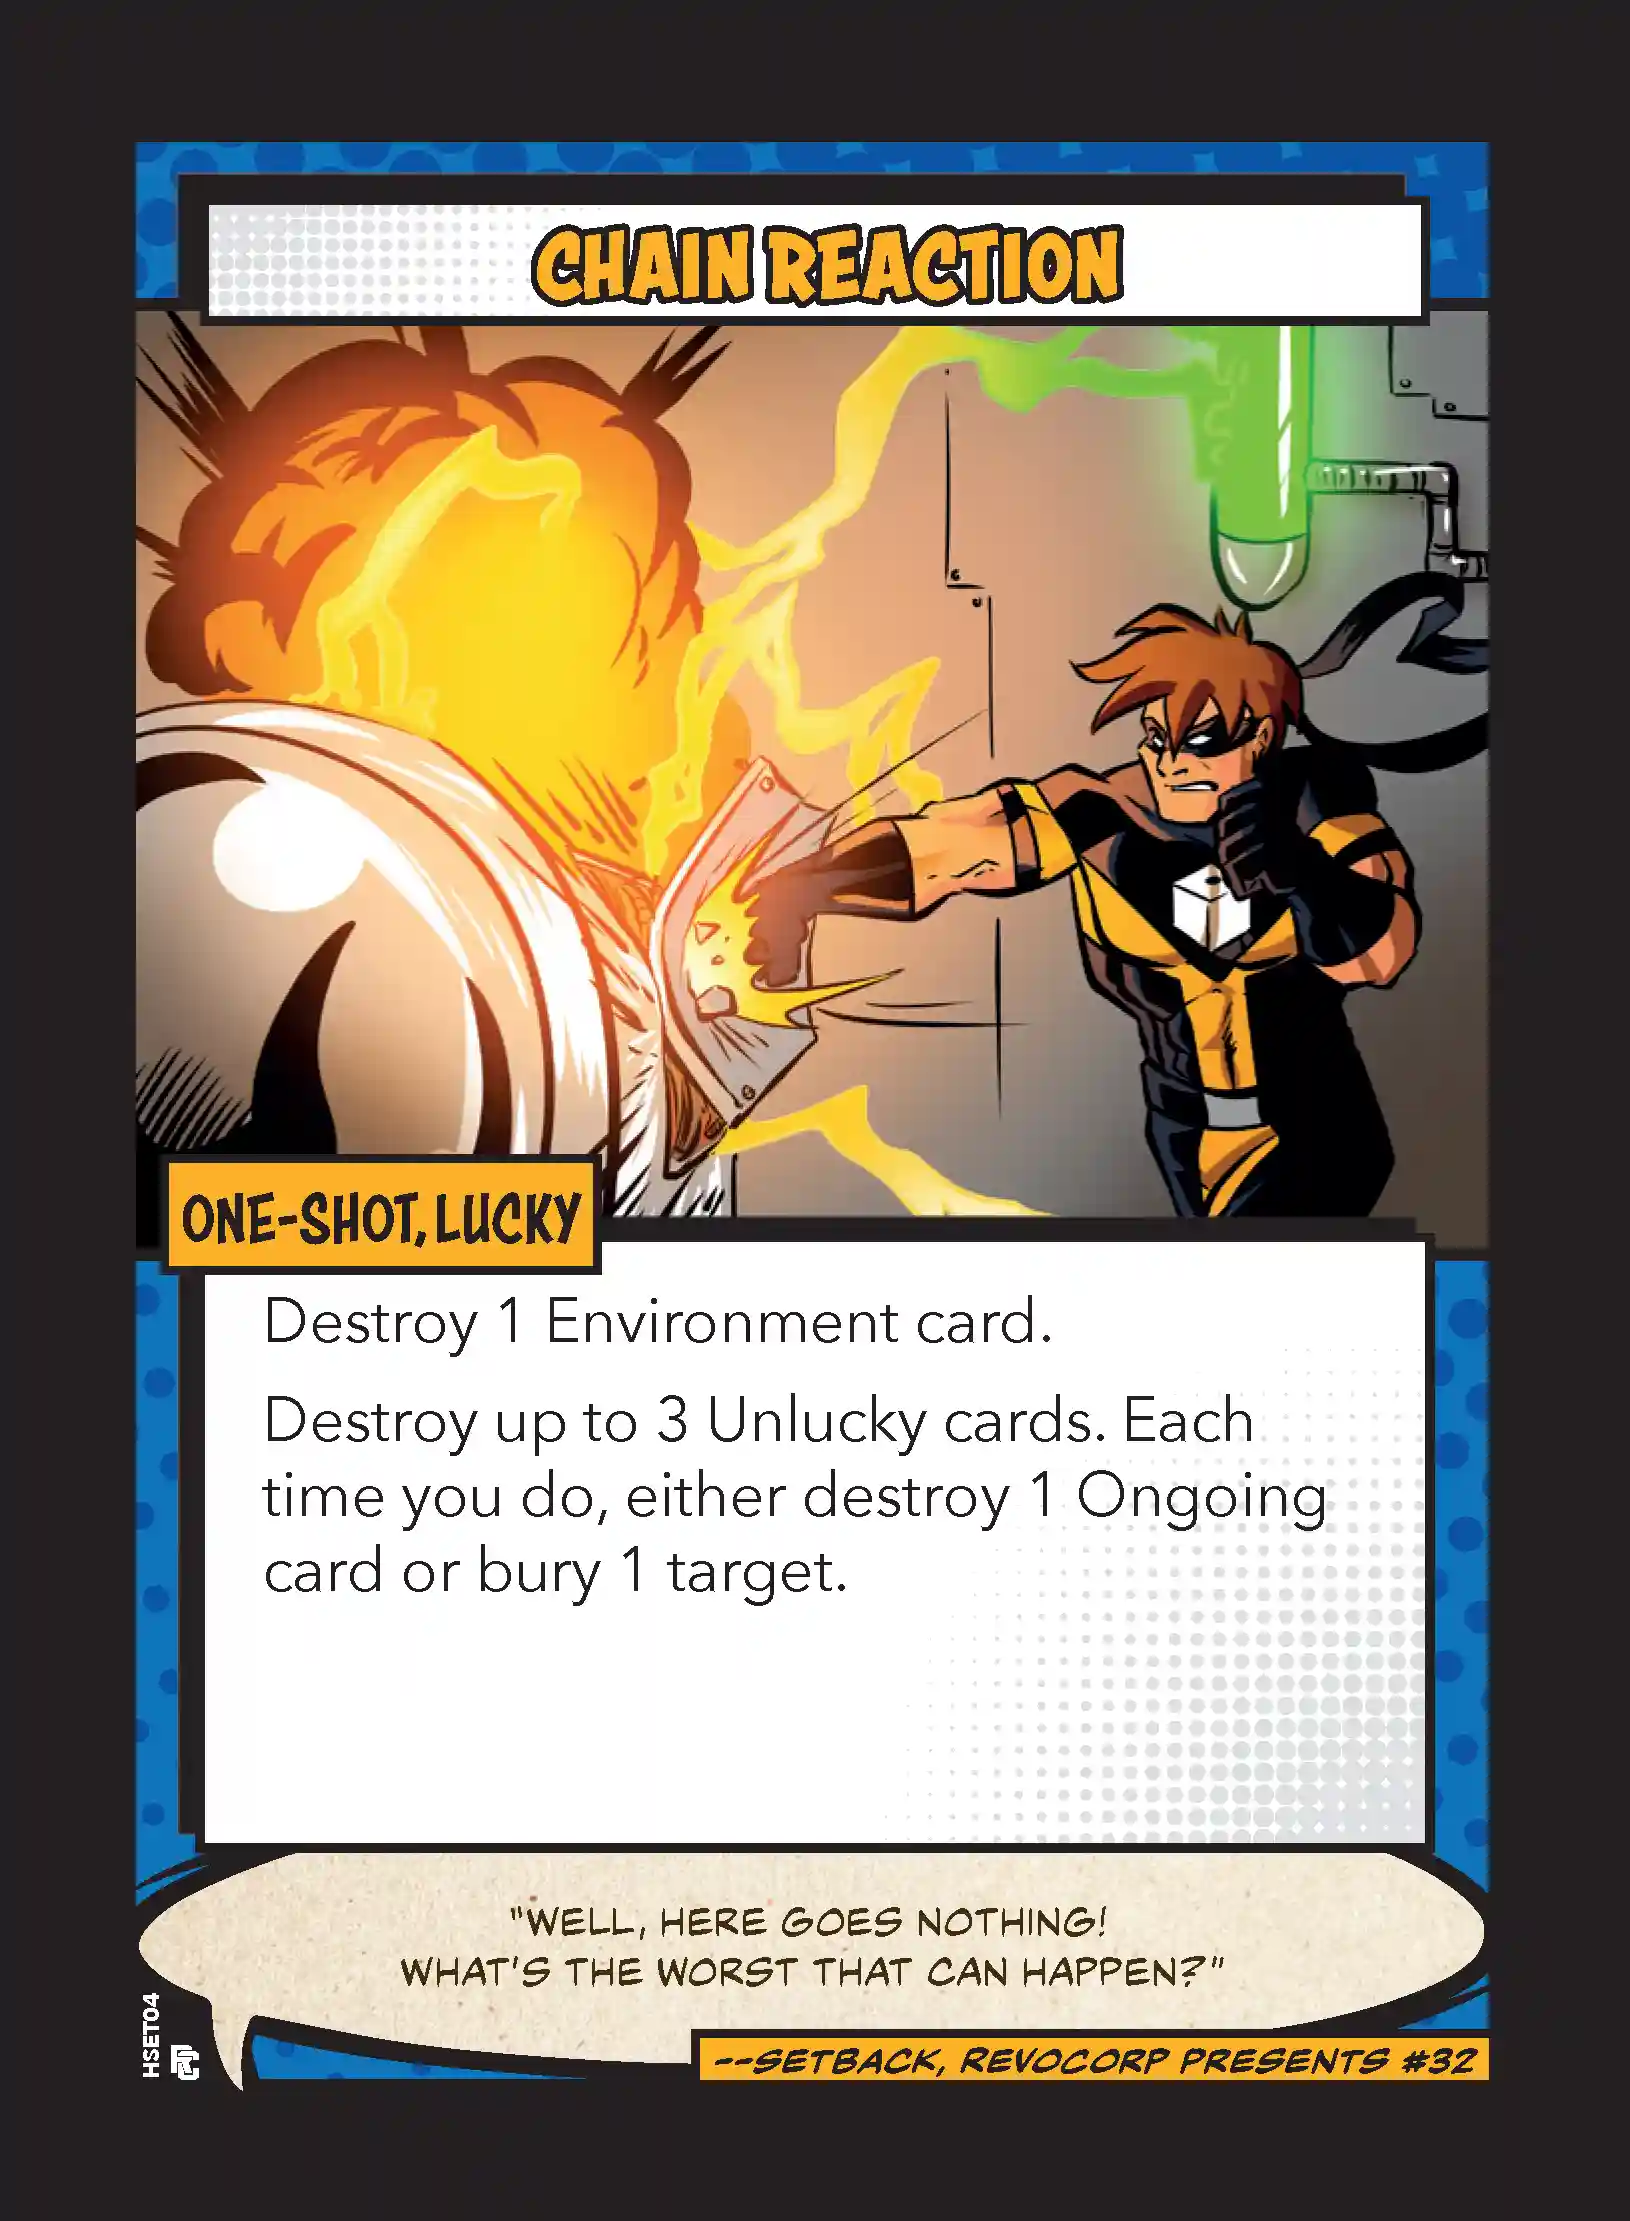 CHAIN REACTION
ONE-SHOT, LUCKY
Destroy 1 Environment card.
Destroy up to 3 Unlucky cards. Each
time you do, either destroy 1 Ongoing
card or bury 1 target.
"WELL, HERE GOES NOTHING!
WHAT'S THE WORST THAT CAN HAPPEN?"
HSET04
--SETBACK, REVOCORP PRESENTS #32